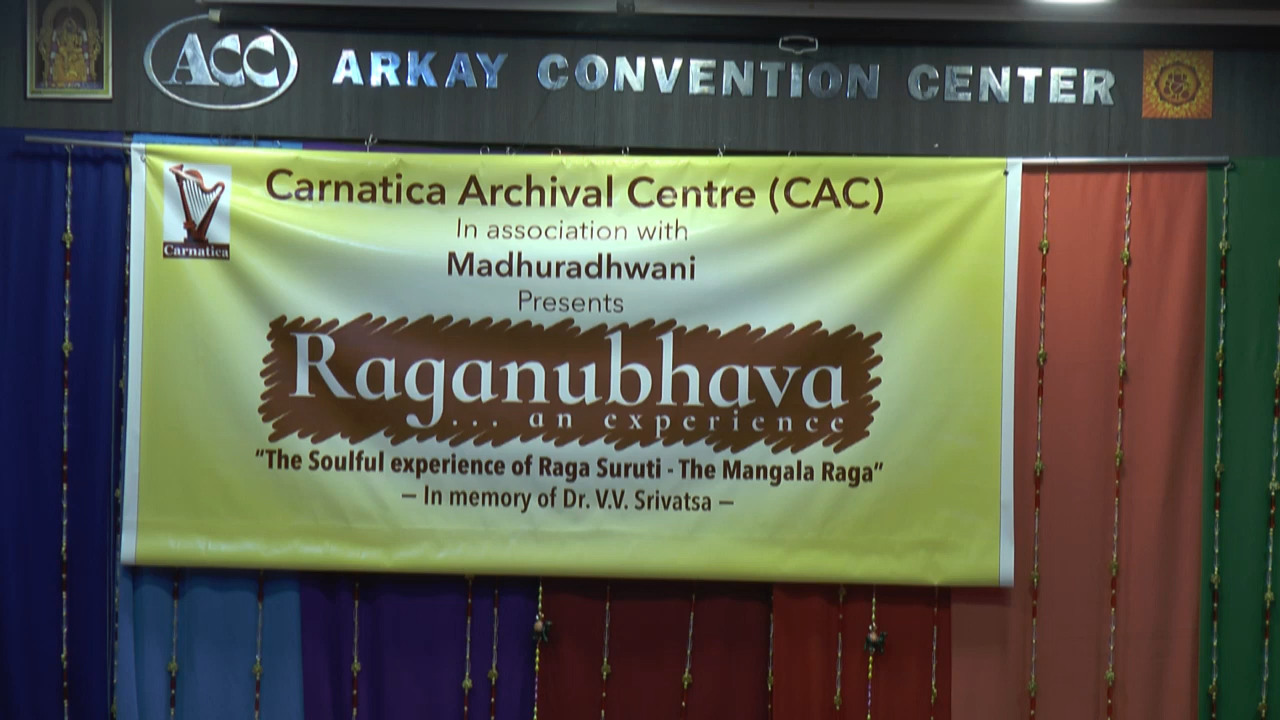 ACC ARKAY CONVENTION CENTER
Carnatica
Carnatica Archival Centre (CAC)
In association with
Madhuradhwani
Presents
Raganubhava
... an experience
“The Soulful experience of Raga Suruti - The Mangala Raga”
– In memory of Dr. V.V. Srivatsa –